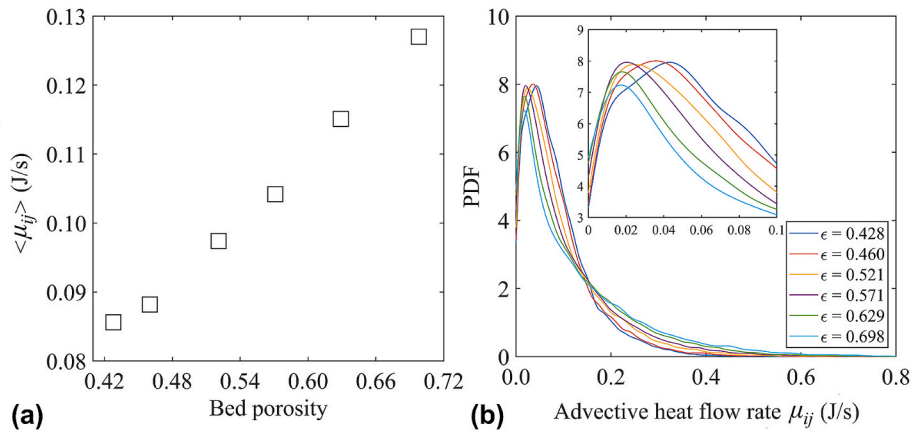 (a)
0.13
0.12
0.11
0.10
0.09
0.08
<μij> (J/s)
0.42 0.48 0.54 0.60 0.66 0.72
Bed porosity
(b)
10
8
6
4
2
0
PDF
0.0 0.2 0.4 0.6 0.8
Advective heat flow rate μij (J/s)
9
8
7
6
5
4
3
0 0.02 0.04 0.06 0.08 0.1
ϵ = 0.428
ϵ = 0.460
ϵ = 0.521
ϵ = 0.571
ϵ = 0.629
ϵ = 0.698